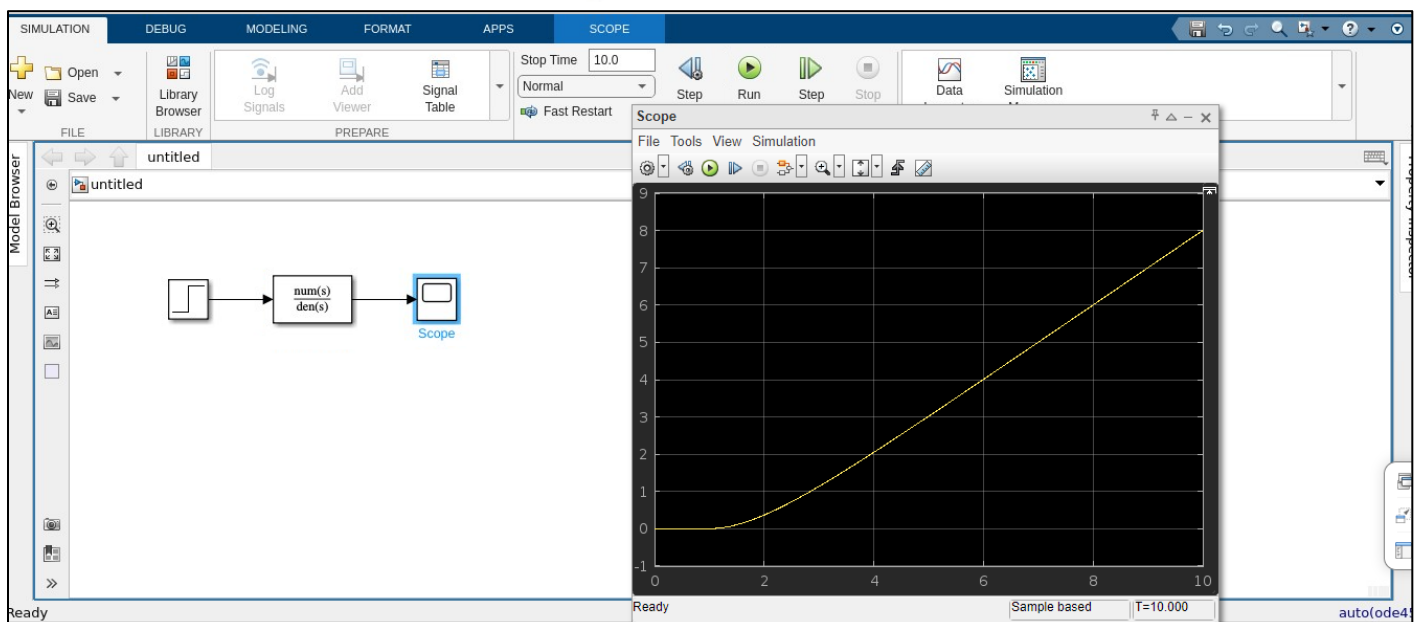 SIMULATION DEBUG MODELING FORMAT APPS SCOPE
New
Open
Save
FILE
Library
Browser
LIBRARY
Log
Signals
Add
Viewer
Signal
Table
PREPARE
Stop Time 10.0
Normal
Fast Restart
Step
Run
Step
Stop
Data
Simulation
Model Browser
untitled
untitled
num(s)
den(s)
Scope
Scope
File Tools View Simulation
9
8
7
6
5
4
3
2
1
0
-1
0 2 4 6 8 10
Ready Sample based T=10.000
Ready
auto(ode45